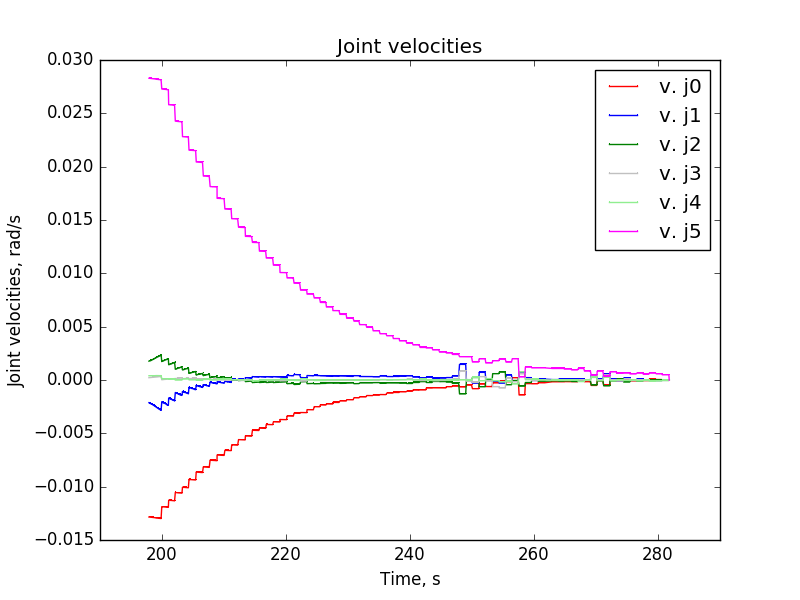 Joint velocities
0.030
0.025
0.020
0.015
0.010
0.005
0.000
−0.005
−0.010
−0.015
Joint velocities, rad/s
v. j0
v. j1
v. j2
v. j3
v. j4
v. j5
200 220 240 260 280
Time, s